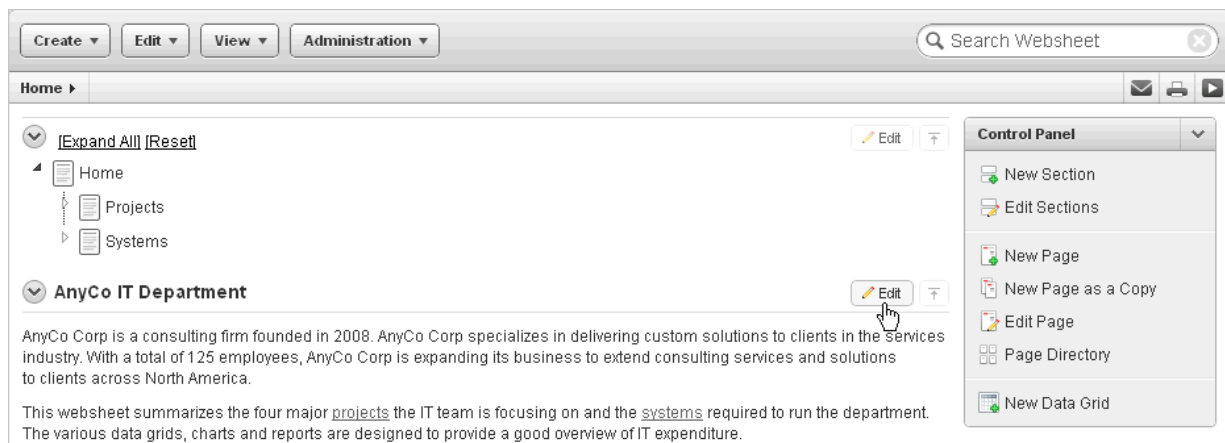 Create Edit View Administration Search Websheet
Home
[Expand All] [Reset] Edit
Home
Projects
Systems
AnyCo IT Department Edit
AnyCo Corp is a consulting firm founded in 2008. AnyCo Corp specializes in delivering custom solutions to clients in the services
industry. With a total of 125 employees, AnyCo Corp is expanding its business to extend consulting services and solutions
to clients across North America.
This websheet summarizes the four major projects the IT team is focusing on and the systems required to run the department.
The various data grids, charts and reports are designed to provide a good overview of IT expenditure.
Control Panel
New Section
Edit Sections
New Page
New Page as a Copy
Edit Page
Page Directory
New Data Grid